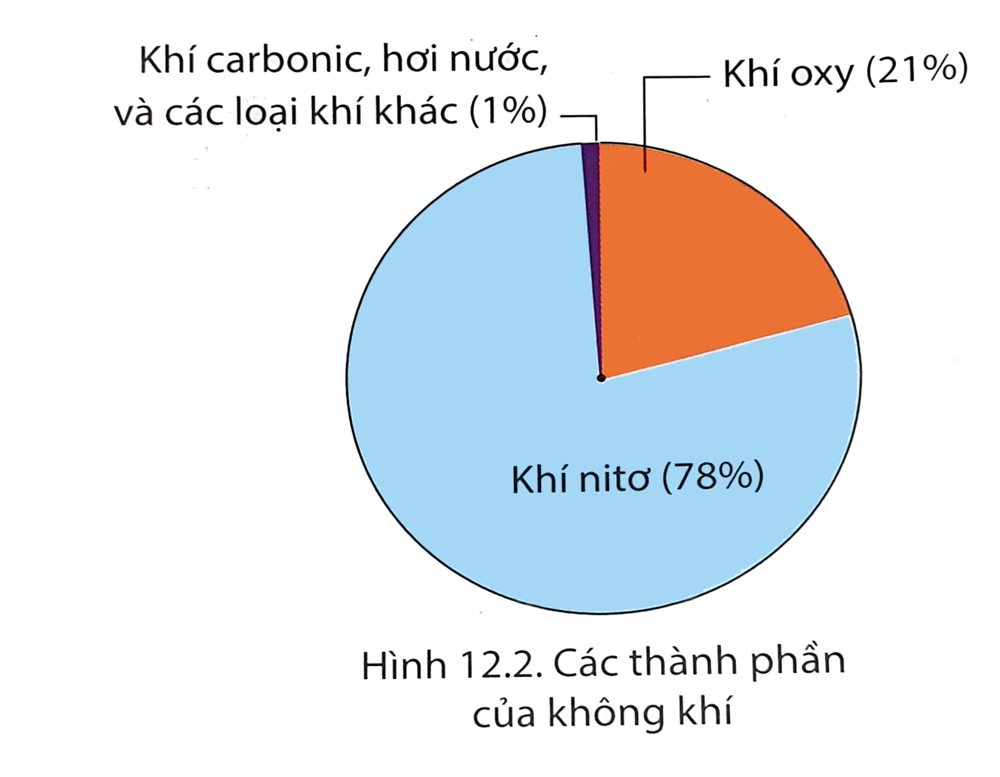 Khí carbonic, hơi nước,
và các loại khí khác (1%)
Khí oxy (21%)
Khí nitơ (78%)
Hình 12.2. Các thành phần
của không khí